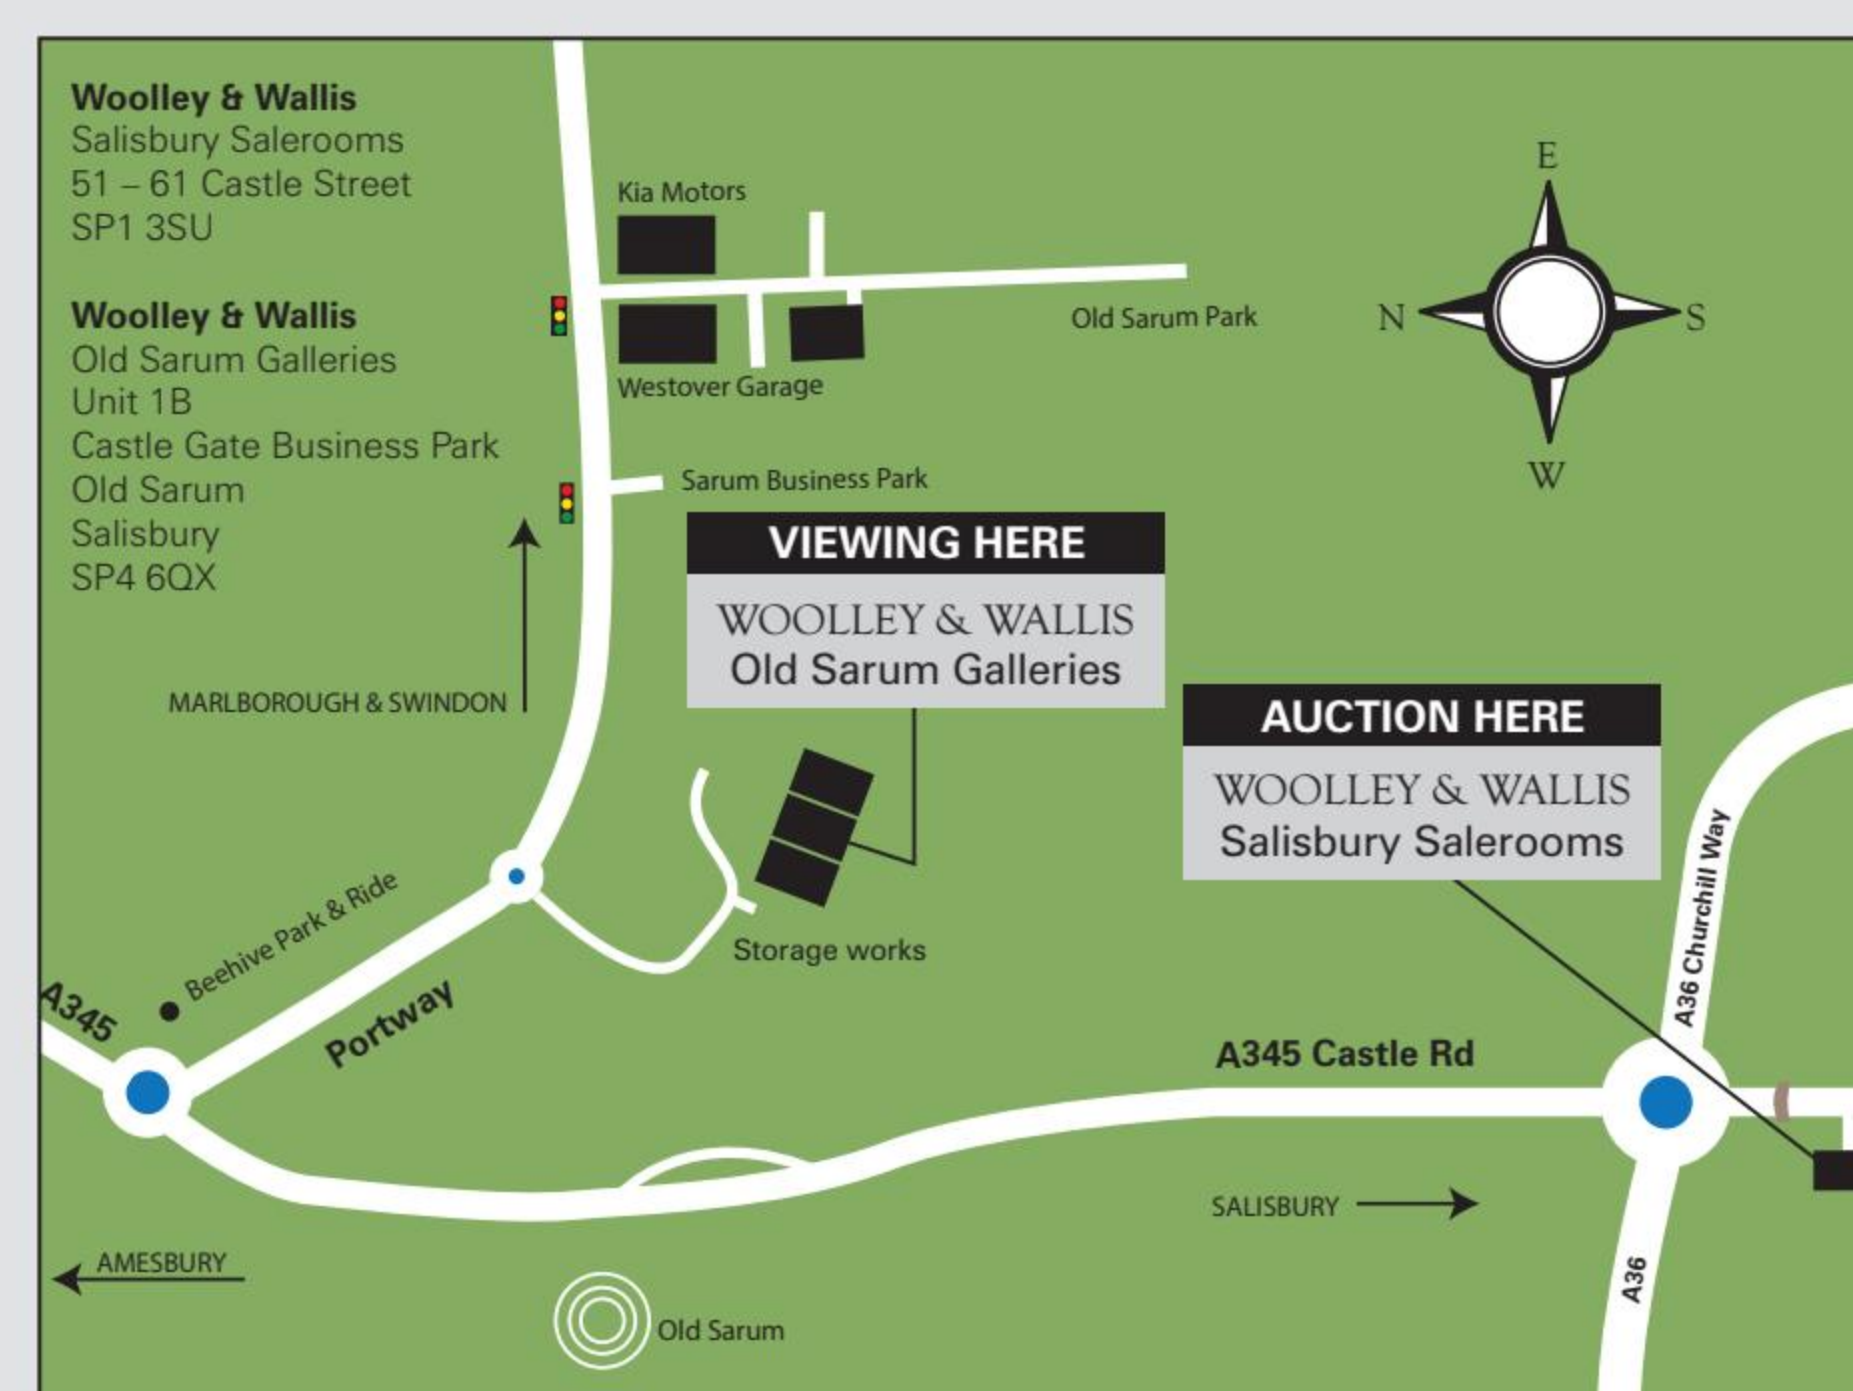 Woolley & Wallis
Salisbury Salerooms
51 – 61 Castle Street
SP1 3SU
Woolley & Wallis
Old Sarum Galleries
Unit 1B
Castle Gate Business Park
Old Sarum
Salisbury
SP4 6QX
Kia Motors
Old Sarum Park
Westover Garage
E
N
S
W
Sarum Business Park
VIEWING HERE
WOOLLEY & WALLIS
Old Sarum Galleries
MARLBOROUGH & SWINDON
AUCTION HERE
WOOLLEY & WALLIS
Salisbury Salerooms
A36 Churchill Way
Beehive Park & Ride
Storage works
A345
Portway
A345 Castle Rd
SALISBURY
AMESBURY
A36
Old Sarum